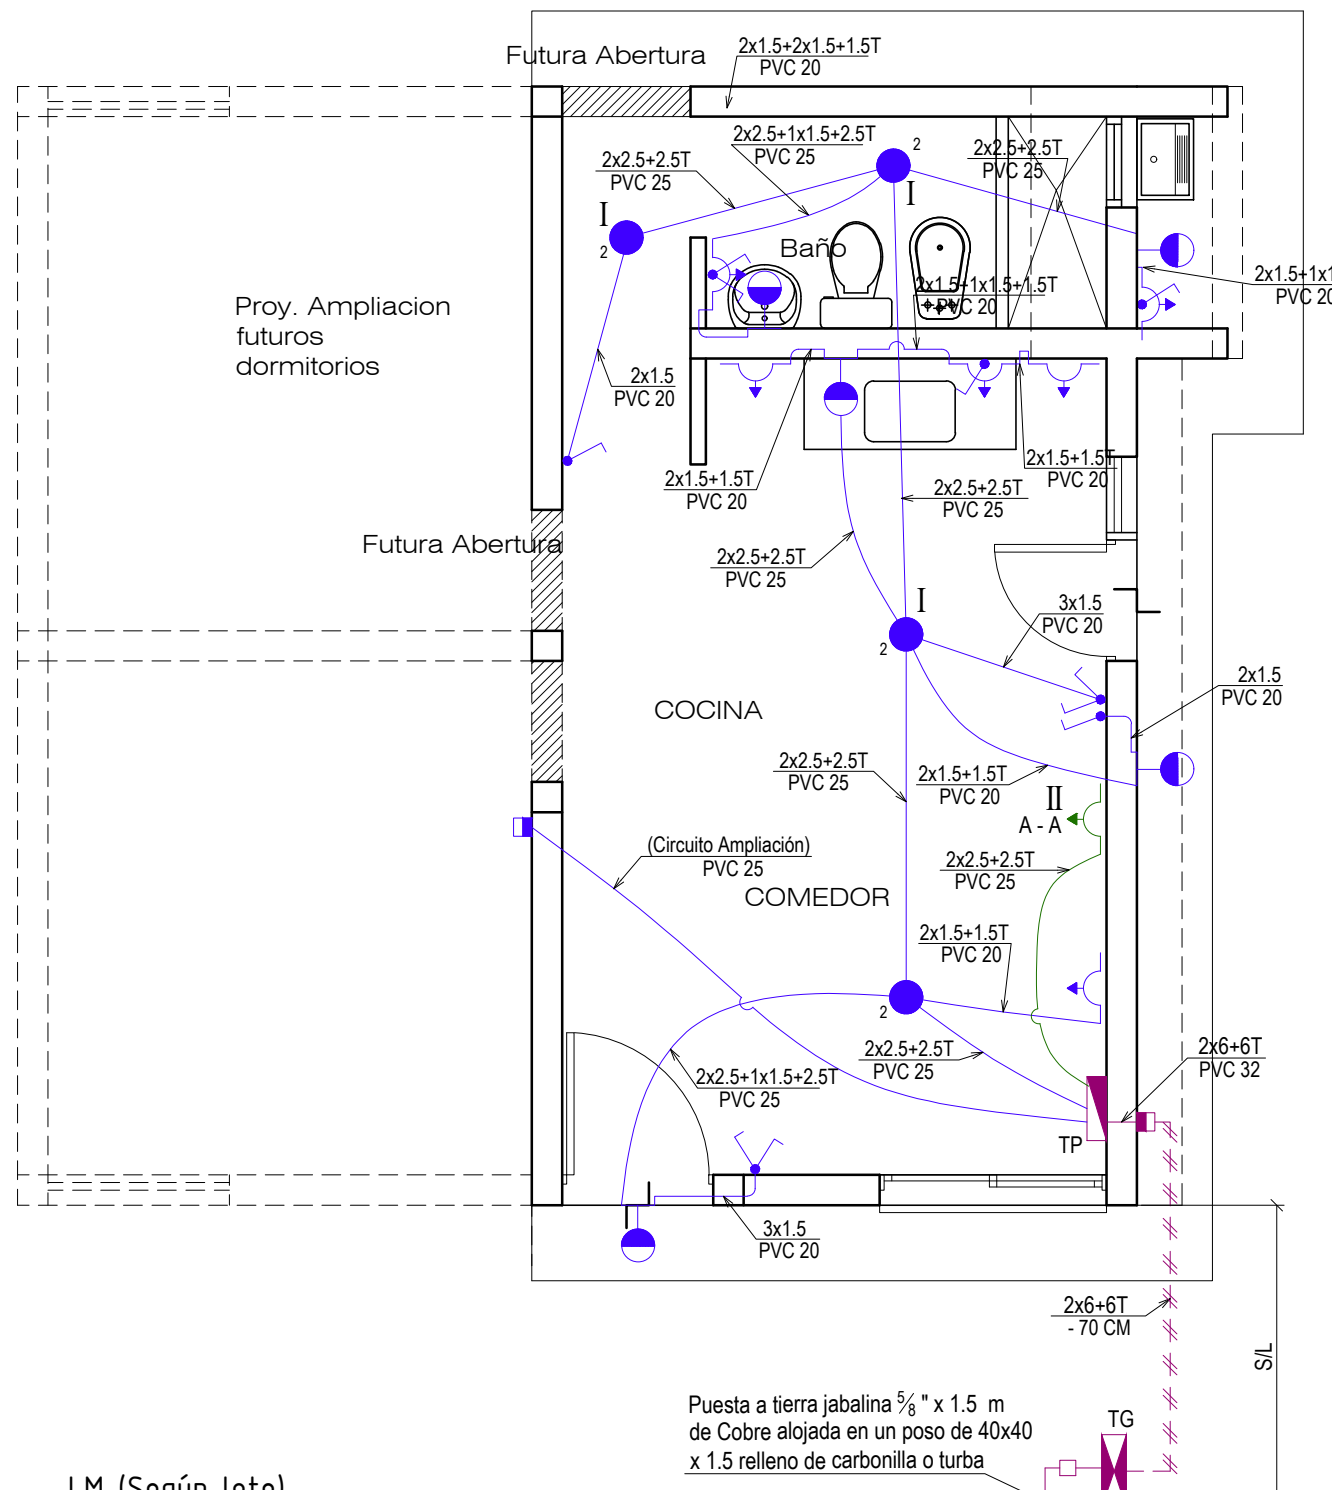 Futura Abertura
2x1.5+2x1.5+1.5T
PVC 20
2x2.5+1x1.5+2.5T
PVC 25
2
2x2.5+2.5T
PVC 25
2x2.5+2.5T
PVC 25
I
I
2
Baño
2x1.5+1x1
PVC 20
2x1.5+1x1.5+1.5T
PVC 20
Proy. Ampliacion
futuros
dormitorios
2x1.5
PVC 20
2x1.5+1.5T
PVC 20
2x1.5+1.5T
PVC 20
2x2.5+2.5T
PVC 25
Futura Abertura
2x2.5+2.5T
PVC 25
I
2
3x1.5
PVC 20
2x1.5
PVC 20
COCINA
2x2.5+2.5T
PVC 25
2x1.5+1.5T
PVC 20
II
A - A
(Circuito Ampliación)
PVC 25
2x2.5+2.5T
PVC 25
COMEDOR
2x1.5+1.5T
PVC 20
2
2x2.5+2.5T
PVC 25
2x6+6T
PVC 32
2x2.5+1x1.5+2.5T
PVC 25
TP
3x1.5
PVC 20
2x6+6T
- 70 CM
S/L
Puesta a tierra jabalina 5/8 " x 1.5 m
de Cobre alojada en un poso de 40x40
x 1.5 relleno de carbonilla o turba
TG
L.M. (Según lote)